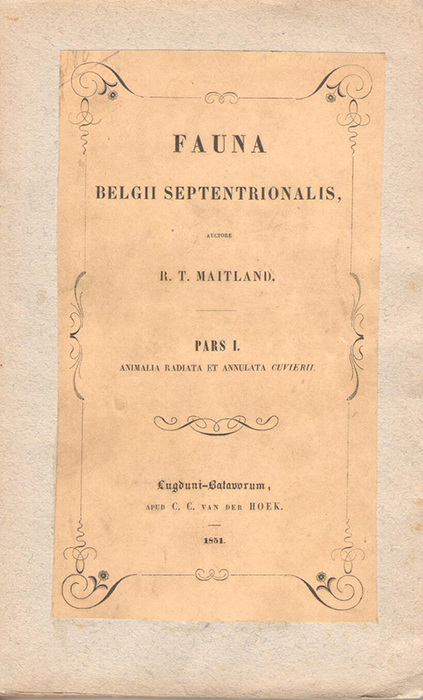 FAUNA
BELGII SEPTENTRIONALIS,
AUCTORE
R. T. MAITLAND.
PARS I.
ANIMALIA RADIATA ET ANNULATA CUVIERII.
Lugduni-Batavorum,
APUD C. C. VAN DER HOEK.
1851.